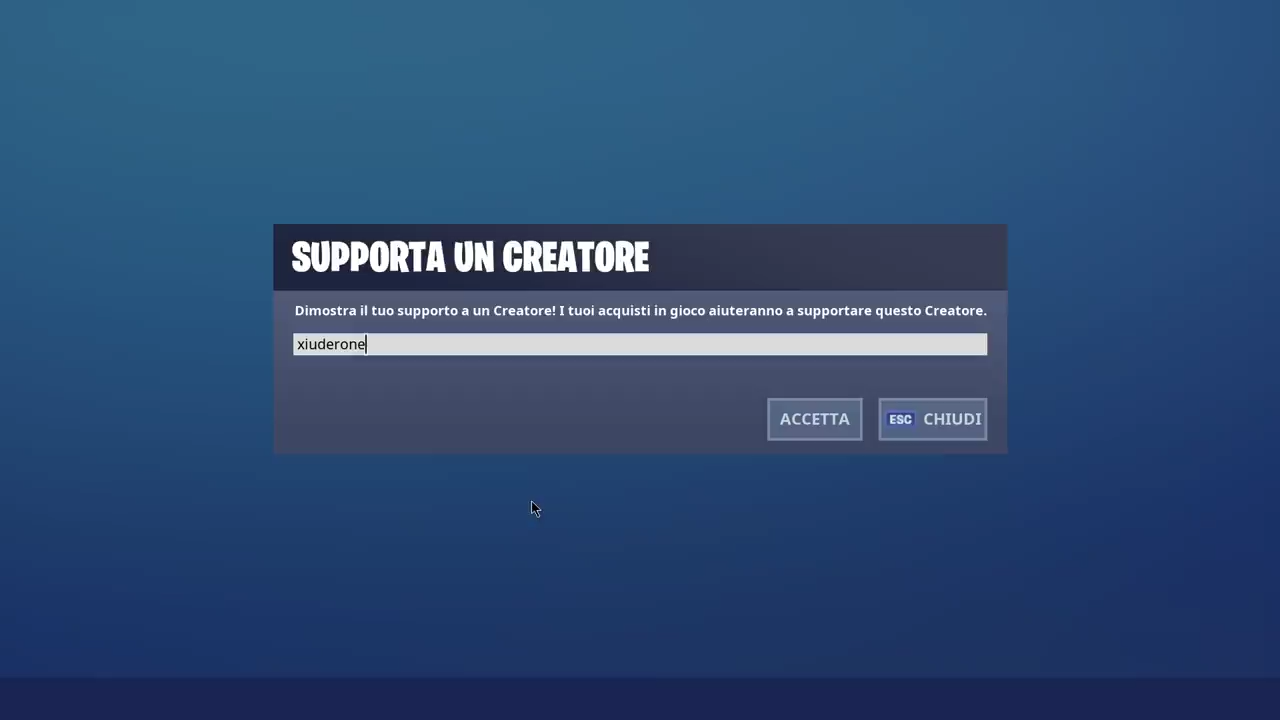 SUPPORTA UN CREATORE
Dimostra il tuo supporto a un Creatore! I tuoi acquisti in gioco aiuteranno a supportare questo Creatore.
xiuderone
ACCETTA
ESC CHIUDI